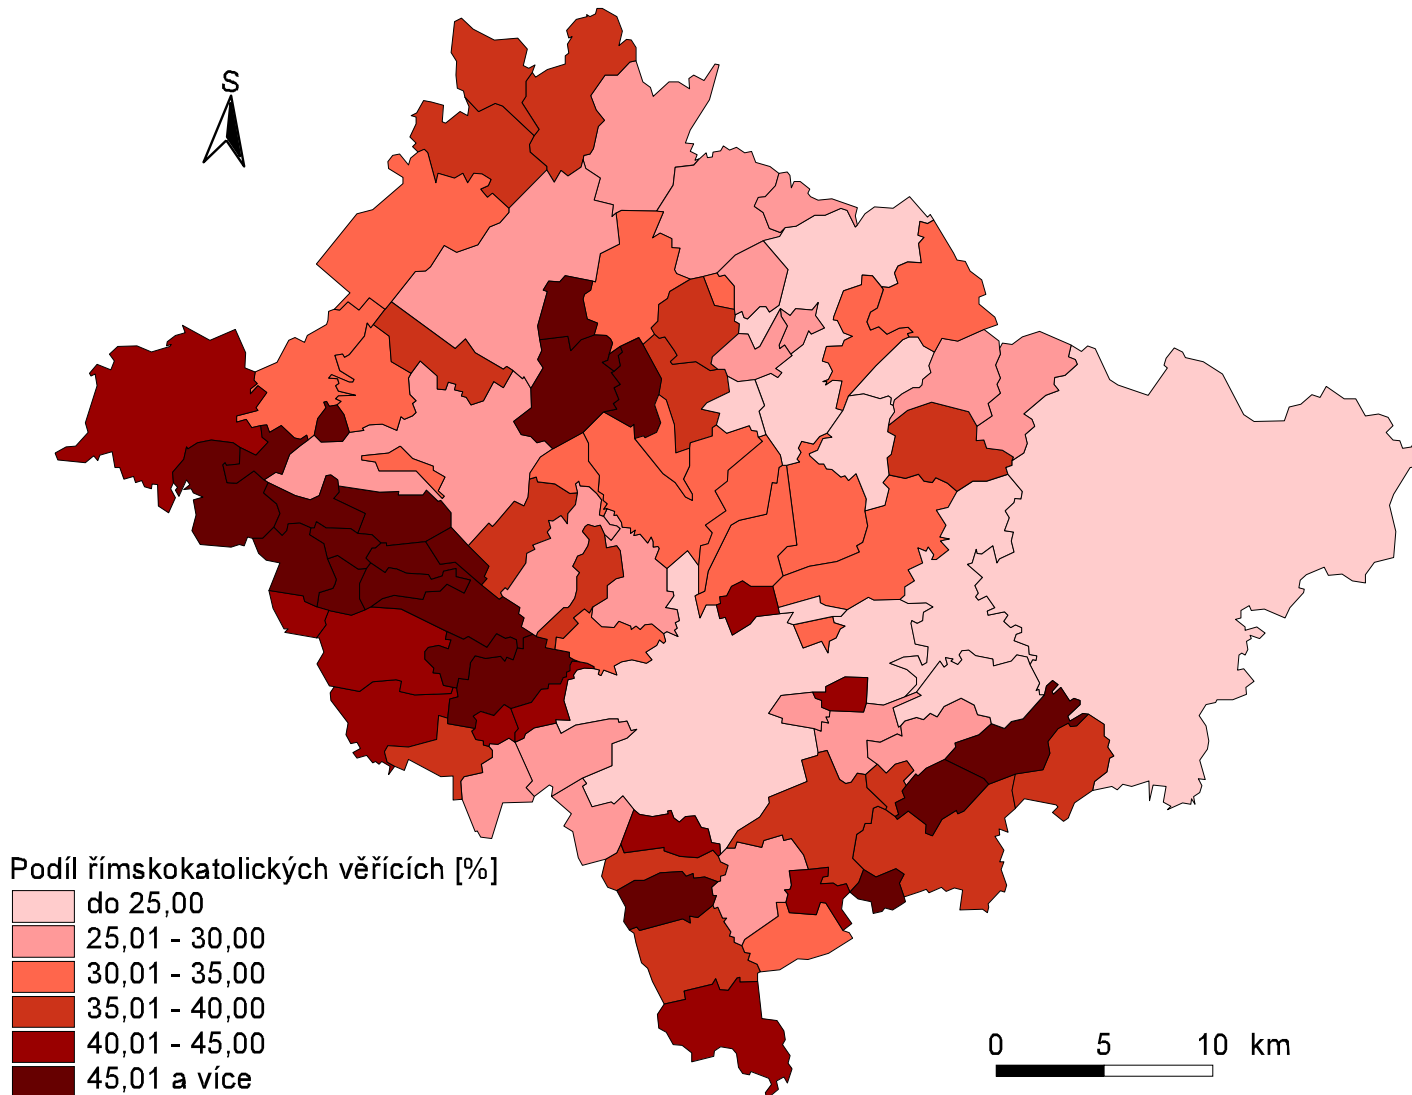 S
Podíl římskokatolických věřících [%]
do 25,00
25,01 - 30,00
30,01 - 35,00
35,01 - 40,00
40,01 - 45,00
45,01 a více
0 5 10 km